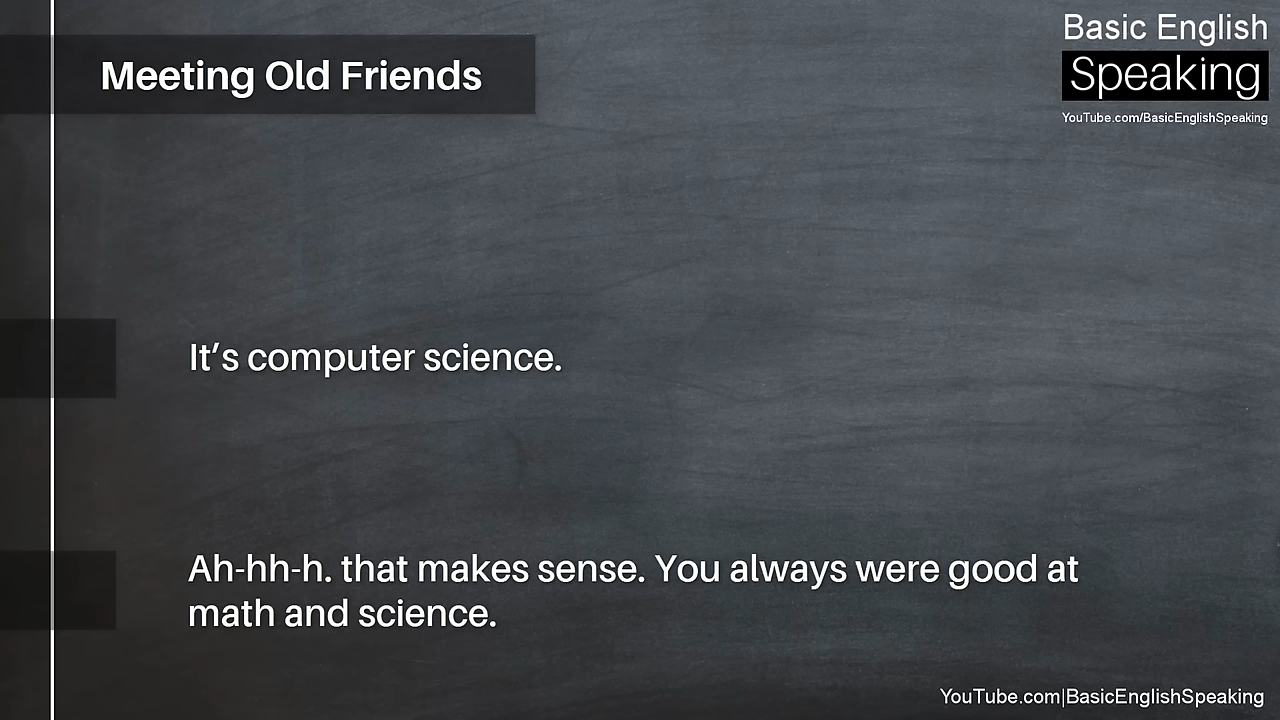 Basic English
Meeting Old Friends
Speaking
YouTube.com/BasicEnglishSpeaking
It’s computer science.
Ah-hh-h. that makes sense. You always were good at
math and science.
YouTube.com|BasicEnglishSpeaking